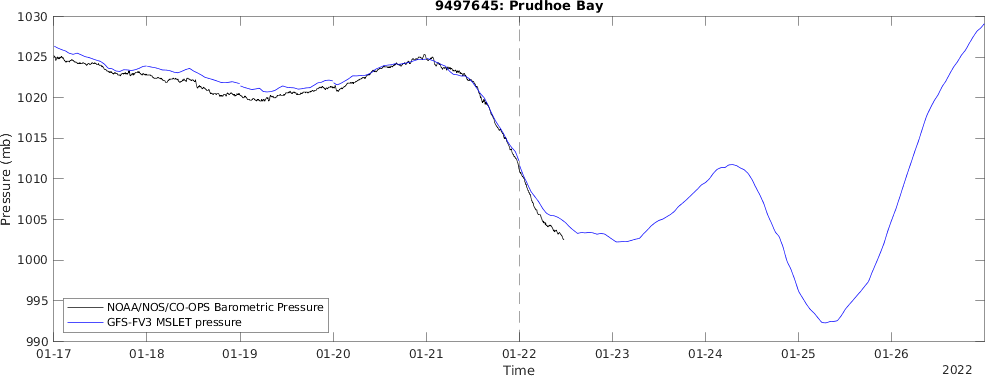 9497645: Prudhoe Bay
1030
1025
1020
1015
1010
1005
1000
995
990
Pressure (mb)
NOAA/NOS/CO-OPS Barometric Pressure
GFS-FV3 MSLET pressure
01-17 01-18 01-19 01-20 01-21 01-22 01-23 01-24 01-25 01-26
Time
2022